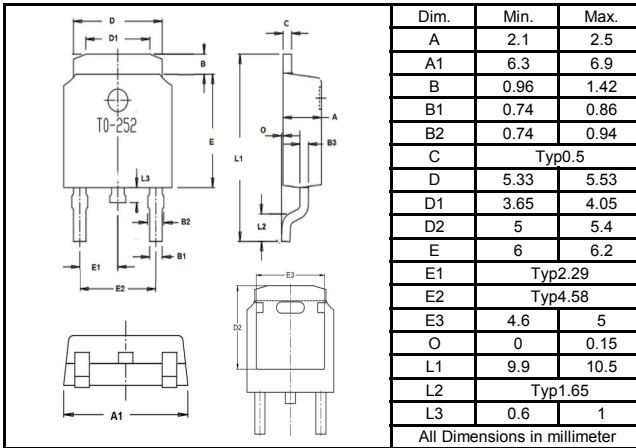 D
D1
B
TO-252
E
L3
B2
B1
E1
E2
C
A
O
B3
L1
L2
A1
E3
D2
Dim. Min. Max.
A 2.1 2.5
A1 6.3 6.9
B 0.96 1.42
B1 0.74 0.86
B2 0.74 0.94
C Typ0.5
D 5.33 5.53
D1 3.65 4.05
D2 5 5.4
E 6 6.2
E1 Typ2.29
E2 Typ4.58
E3 4.6 5
O 0 0.15
L1 9.9 10.5
L2 Typ1.65
L3 0.6 1
All Dimensions in millimeter